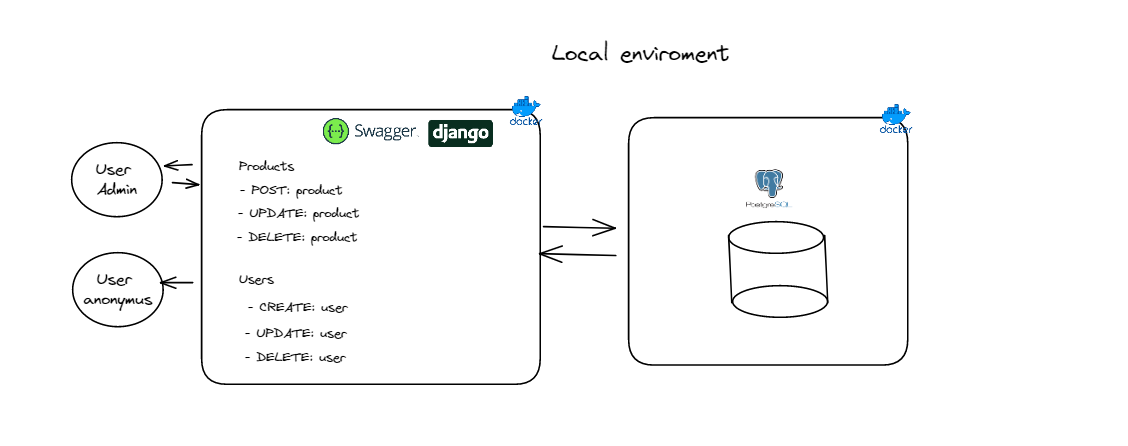 Local enviroment
docker
Swagger.
django
docker
User
Admin
Products
- POST: product
- UPDATE: product
- DELETE: product
PostgreSQL
User
anonymus
Users
- CREATE: user
- UPDATE: user
- DELETE: user